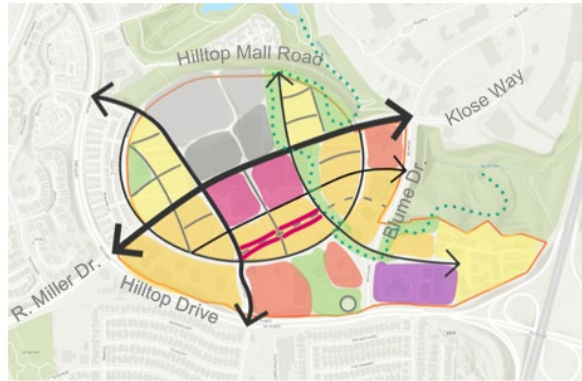 Hilltop Mall Road
Klose Way
Blume Dr.
R. Miller Dr.
Hilltop Drive